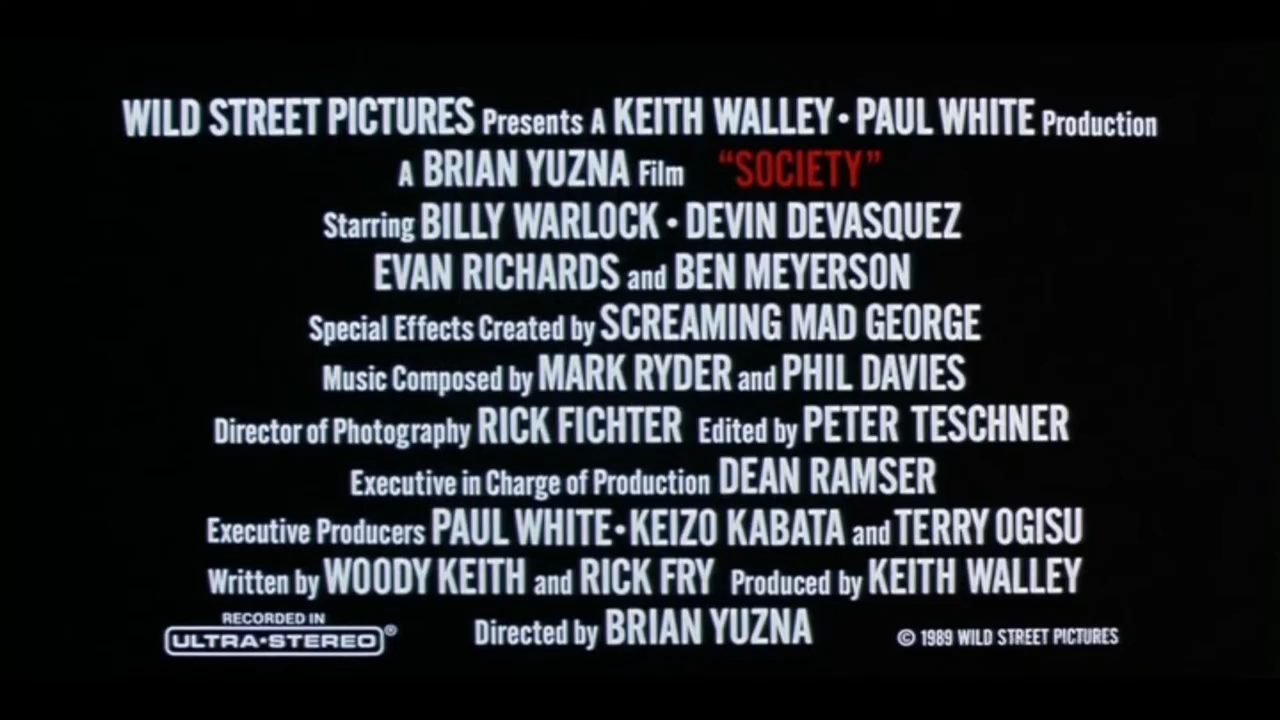 WILD STREET PICTURES Presents A KEITH WALLEY • PAUL WHITE Production
A BRIAN YUZNA Film "SOCIETY"
Starring BILLY WARLOCK • DEVIN DEVASQUEZ
EVAN RICHARDS and BEN MEYERSON
Special Effects Created by SCREAMING MAD GEORGE
Music Composed by MARK RYDER and PHIL DAVIES
Director of Photography RICK FICHTER Edited by PETER TESCHNER
Executive in Charge of Production DEAN RAMSER
Executive Producers PAUL WHITE • KEIZO KABATA and TERRY OGISU
Written by WOODY KEITH and RICK FRY Produced by KEITH WALLEY
RECORDED IN
ULTRA•STEREO® Directed by BRIAN YUZNA © 1989 WILD STREET PICTURES